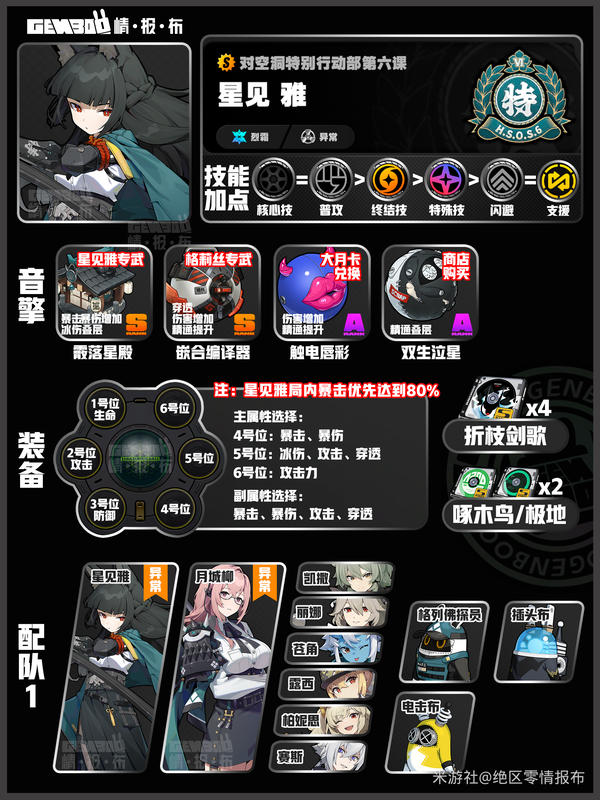 GENBOO 情·报·布
对空洞特别行动部第六课
星见 雅
烈霜 异常
VI
特
H.S.O.S.6
技能加点
= > > > =
核心技 普攻 终结技 特殊技 闪避 支援
音擎
星见雅专武
暴击暴伤增加
冰伤叠层
S
RANK
霰落星殿
格莉丝专武
穿透
伤害增加
精通提升
S
RANK
嵌合编译器
大月卡
兑换
伤害增加
精通提升
A
RANK
触电唇彩
商店
购买
精通叠层
A
RANK
双生泣星
装备
注:星见雅局内暴击优先达到80%
1号位
生命
6号位
2号位
攻击
5号位
3号位
防御
4号位
主属性选择:
4号位:暴击、暴伤
5号位:冰伤、攻击、穿透
6号位:攻击力
副属性选择:
暴击、暴伤、攻击、穿透
x4
折枝剑歌
x2
啄木鸟/极地
配队1
星见雅
异常
月城柳
异常
凯撒
丽娜
苍角
露西
柏妮思
赛斯
格列佛探员
插头布
电击布
米游社@绝区零情报布